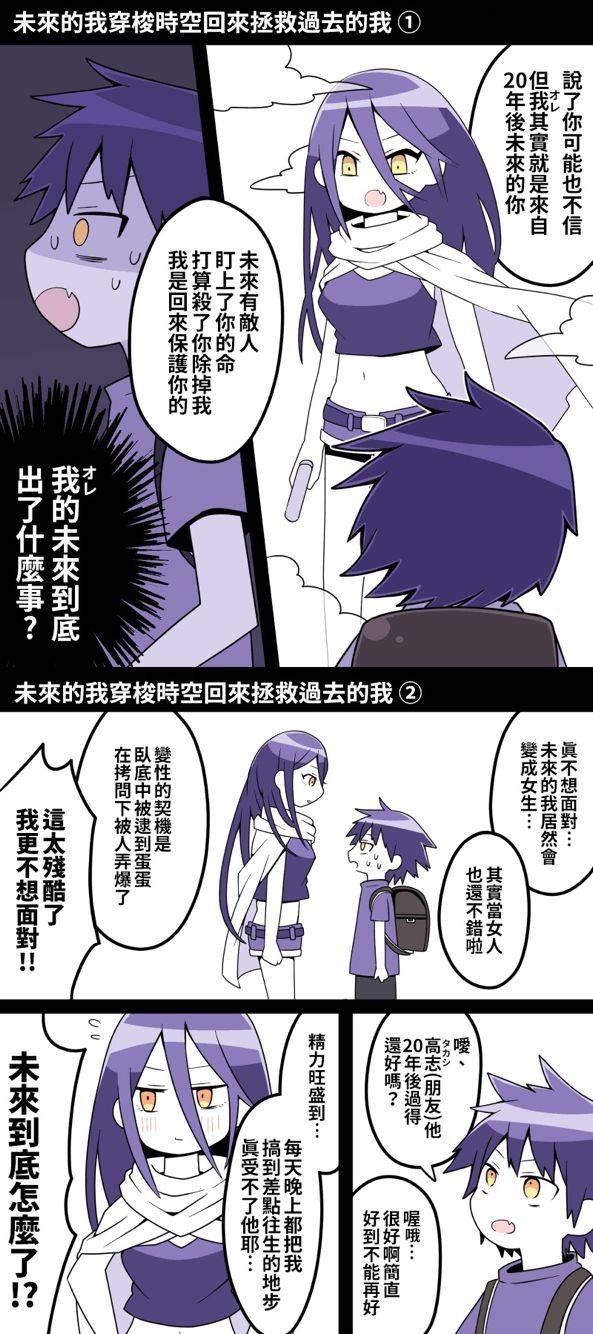 未來的我穿梭時空回來拯救過去的我 ①
說了你可能也不信
但我其實就是來自
オレ
20年後未來的你
未來有敵人
盯上了你的命
打算殺了你除掉我
我是回來保護你的
我的未來到底
オレ
出了什麼事?
未來的我穿梭時空回來拯救過去的我 ②
真不想面對⋯
未來的我居然會
變成女生⋯
其實當女人
也還不錯啦
變性的契機是
臥底中被逮到蛋蛋
在拷問下被人弄爆了
這太殘酷了
我更不想面對!!
噯、
高志(朋友)他
タカシ
20年後過得
還好嗎?
喔哦⋯
很好啊簡直
好到不能再好
精力旺盛到⋯
每天晚上都把我
搞到差點往生的地步
真受不了他耶⋯
未來到底怎麼了!?